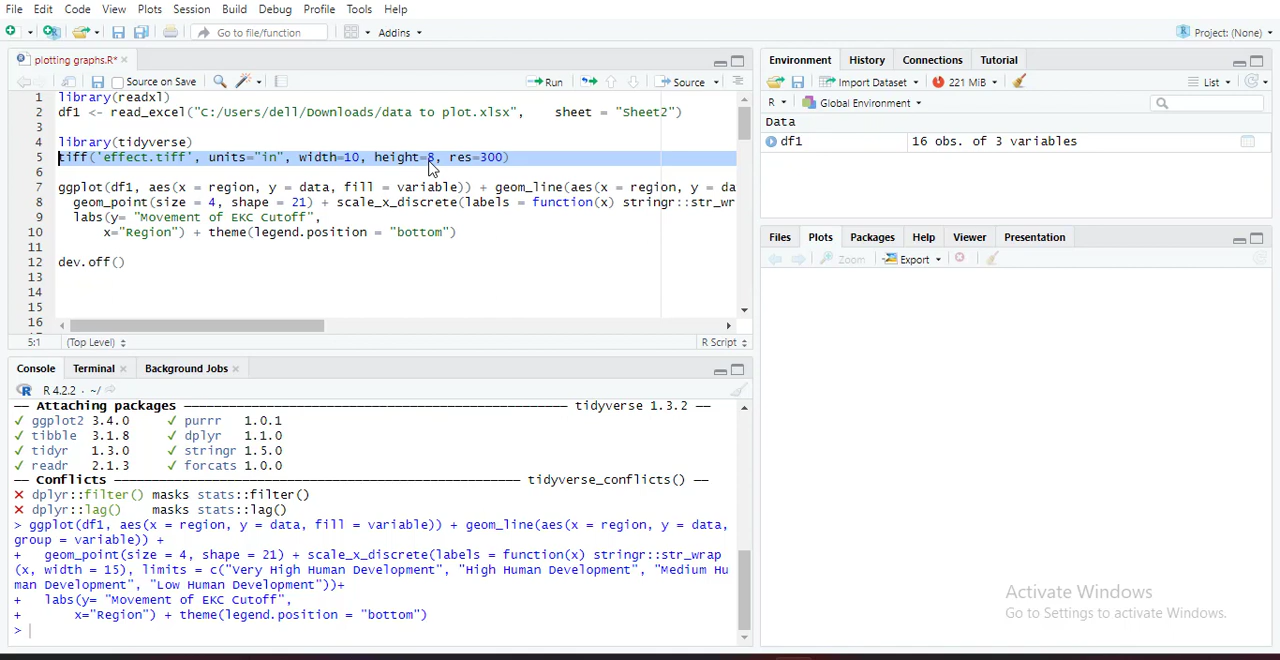 File Edit Code View Plots Session Build Debug Profile Tools Help
Go to file/function Addins Project: (None)
plotting graphs.R*
Source on Save Run Source
1 library(readxl)
2 df1 <- read_excel("C:/Users/dell/Downloads/data to plot.xlsx", sheet = "Sheet2")
3
4 library(tidyverse)
5 tiff('effect.tiff', units="in", width=10, height=8, res=300)
6
7 ggplot(df1, aes(x = region, y = data, fill = variable)) + geom_line(aes(x = region, y = da
8 geom_point(size = 4, shape = 21) + scale_x_discrete(labels = function(x) stringr::str_wr
9 labs(y= "Movement of EKC Cutoff",
10 x="Region") + theme(legend.position = "bottom")
11
12 dev.off()
13
14
15
16
5:1 (Top Level) R Script
Console Terminal Background Jobs
R 4.2.2 · ~/
── Attaching packages ── tidyverse 1.3.2 ──
✓ ggplot2 3.4.0 ✓ purrr 1.0.1
✓ tibble 3.1.8 ✓ dplyr 1.1.0
✓ tidyr 1.3.0 ✓ stringr 1.5.0
✓ readr 2.1.3 ✓ forcats 1.0.0
── Conflicts ── tidyverse_conflicts() ──
✕ dplyr::filter() masks stats::filter()
✕ dplyr::lag() masks stats::lag()
> ggplot(df1, aes(x = region, y = data, fill = variable)) + geom_line(aes(x = region, y = data,
group = variable)) +
+ geom_point(size = 4, shape = 21) + scale_x_discrete(labels = function(x) stringr::str_wrap
(x, width = 15), limits = c("Very High Human Development", "High Human Development", "Medium Hu
man Development", "Low Human Development"))+
+ labs(y= "Movement of EKC Cutoff",
+ x="Region") + theme(legend.position = "bottom")
>
Environment History Connections Tutorial
Import Dataset 221 MiB List
R Global Environment
Data
df1 16 obs. of 3 variables
Files Plots Packages Help Viewer Presentation
Zoom Export
Activate Windows
Go to Settings to activate Windows.